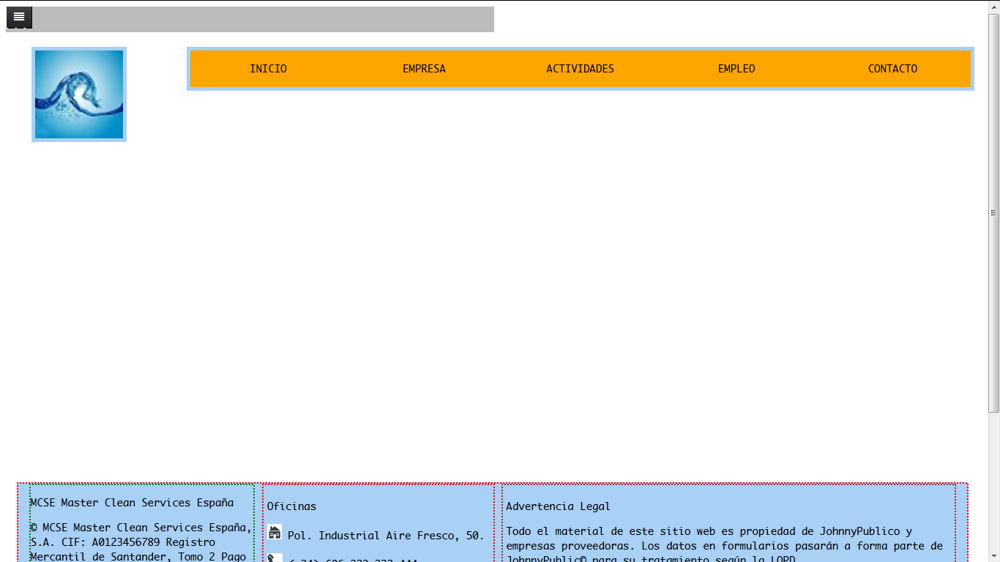 INICIO EMPRESA ACTIVIDADES EMPLEO CONTACTO
MCSE Master Clean Services España
© MCSE Master Clean Services España,
S.A. CIF: A0123456789 Registro
Mercantil de Santander, Tomo 2 Pago
Oficinas
Pol. Industrial Aire Fresco, 50.
Advertencia Legal
Todo el material de este sitio web es propiedad de JohnnyPublico y
empresas proveedoras. Los datos en formularios pasarán a forma parte de
JohnnyPublic© para su tratamiento según la LOPD